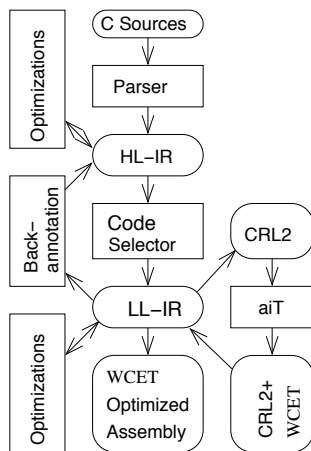 C Sources
Optimizations
Parser
HL-IR
Back-
annotation
Code
Selector
CRL2
LL-IR
aiT
Optimizations
WCET
Optimized
Assembly
CRL2+
WCET